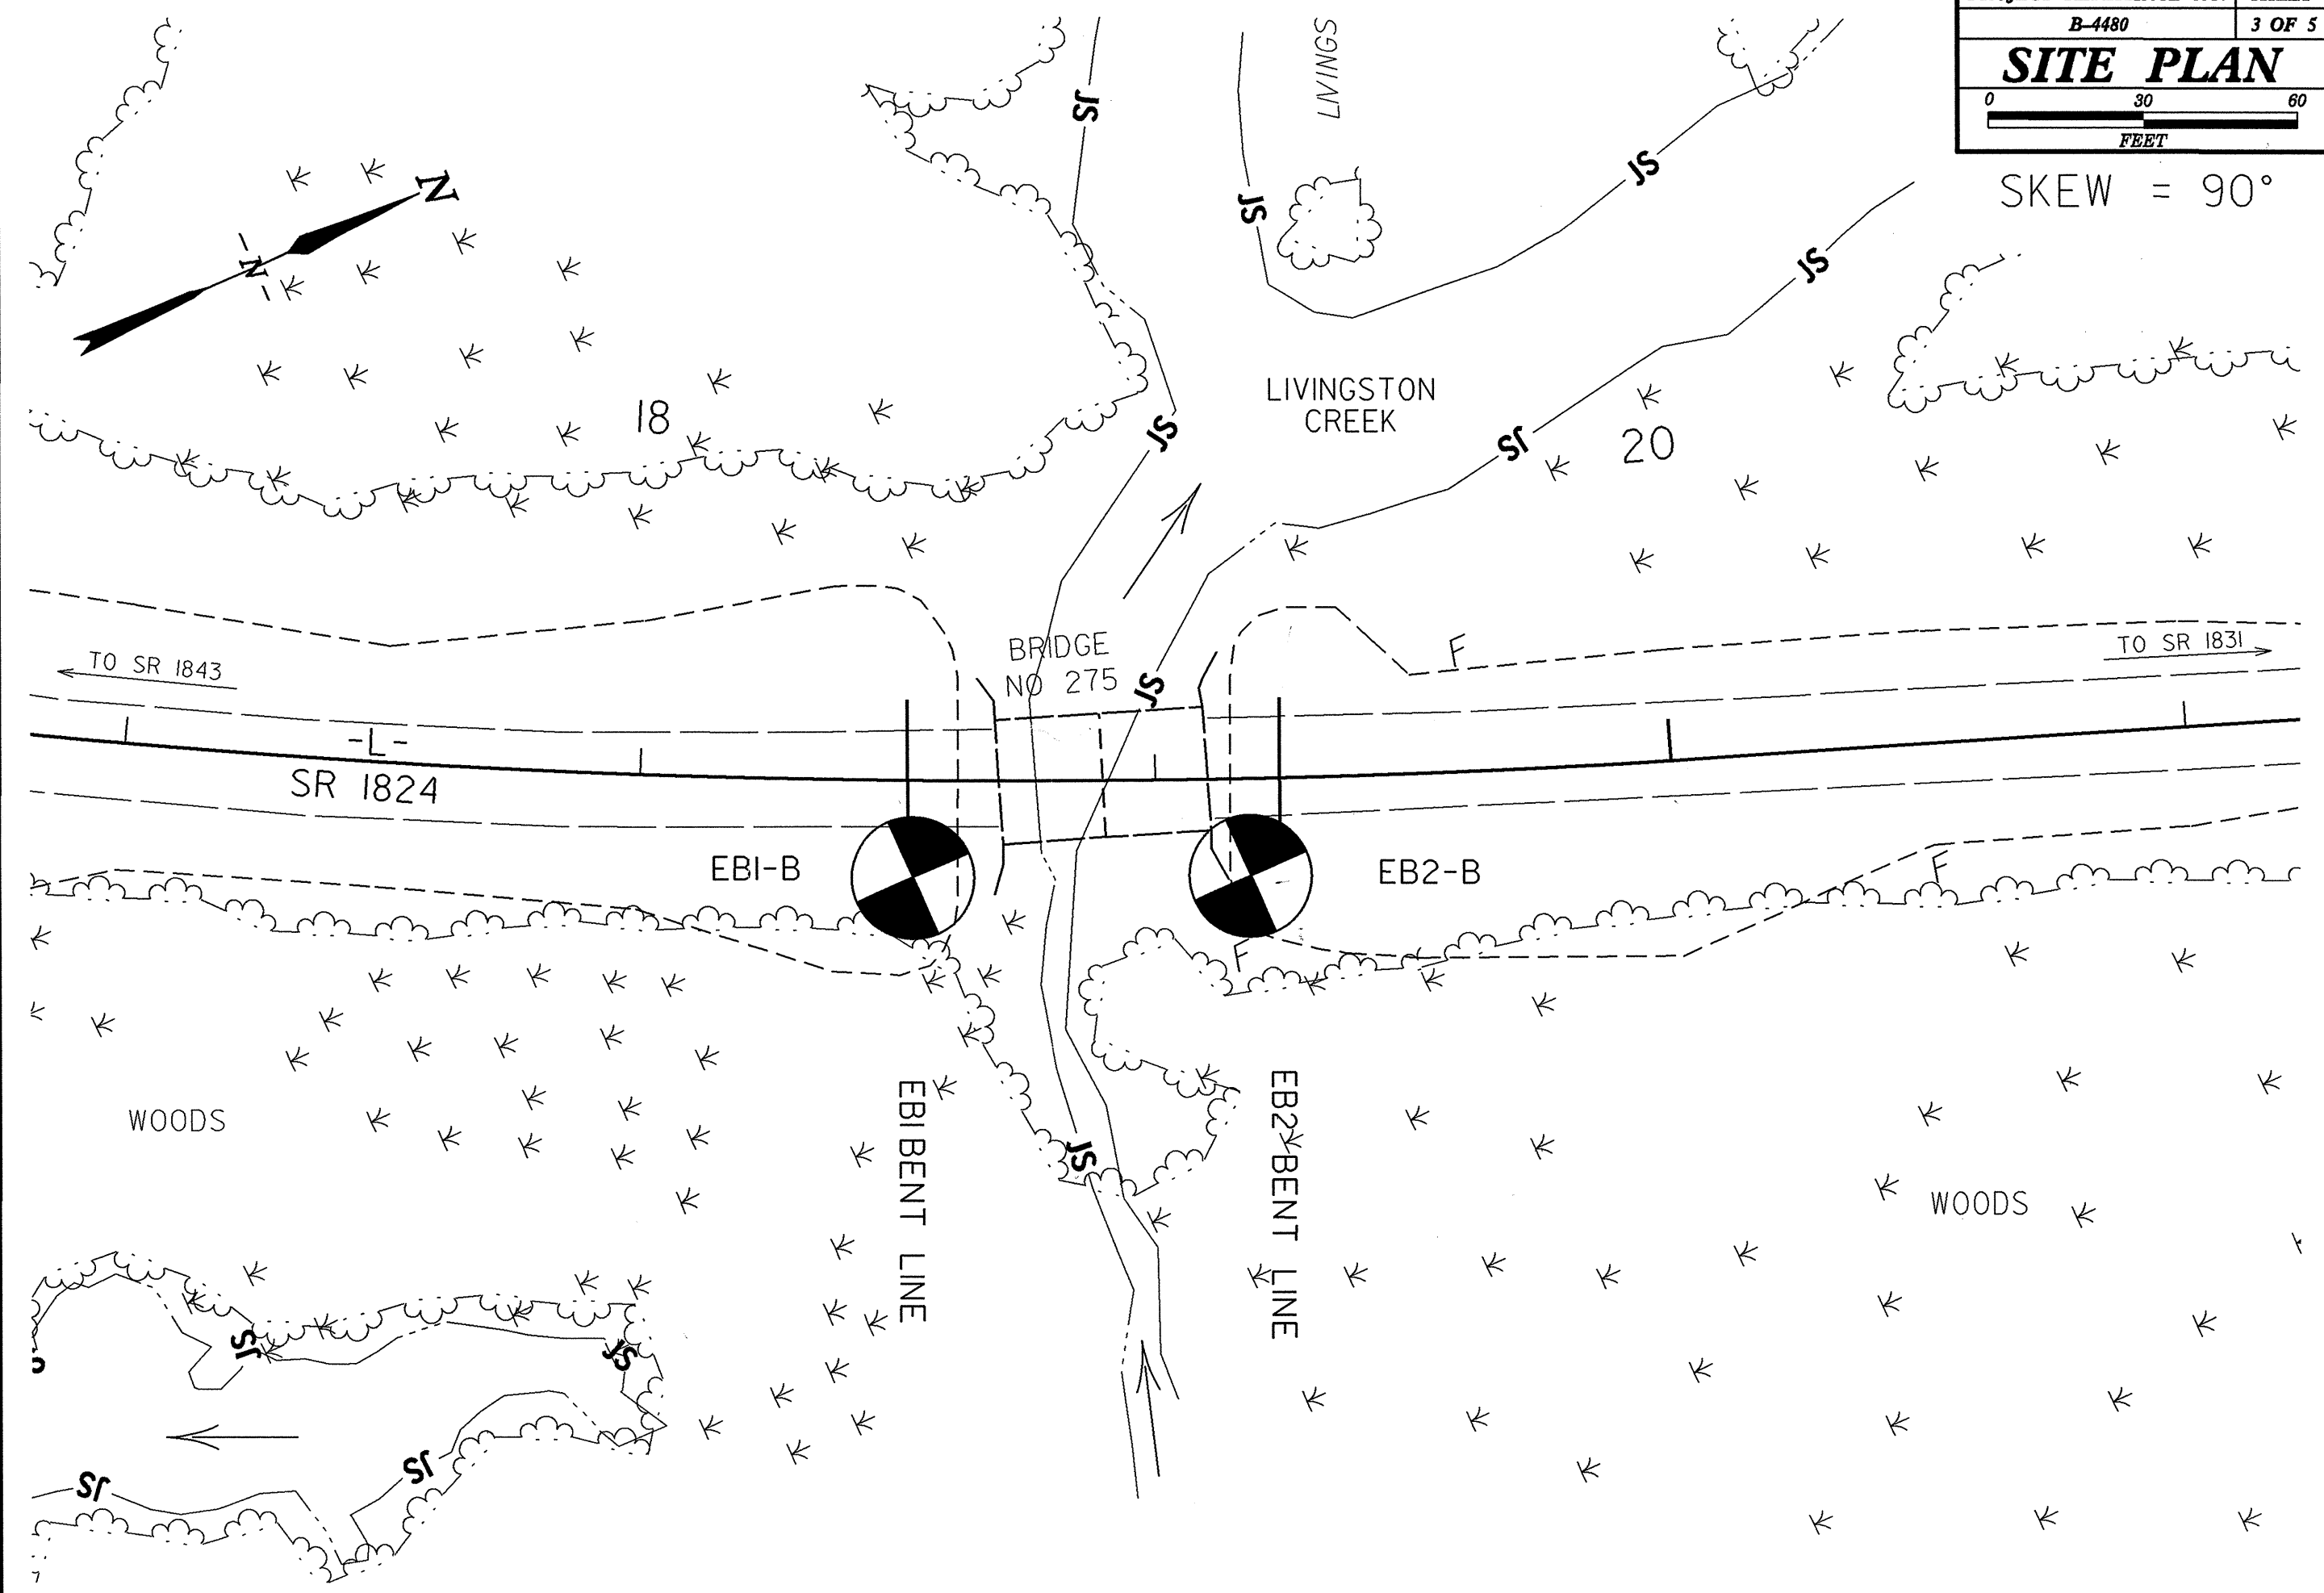 B-4480
3 OF 5
SITE PLAN
0 30 60
FEET
SKEW = 90°
LIVINGS
N
-N-
JS
JS
JS
JS
18
LIVINGSTON
CREEK
JS
JS
20
BRIDGE
NO 275
JS
F
TO SR 1843
TO SR 1831
-L-
SR 1824
EB1-B
EB2-B
F
F
WOODS
EB1 BENT LINE
EB2 BENT LINE
JS
WOODS
JS
JS
JS
JS